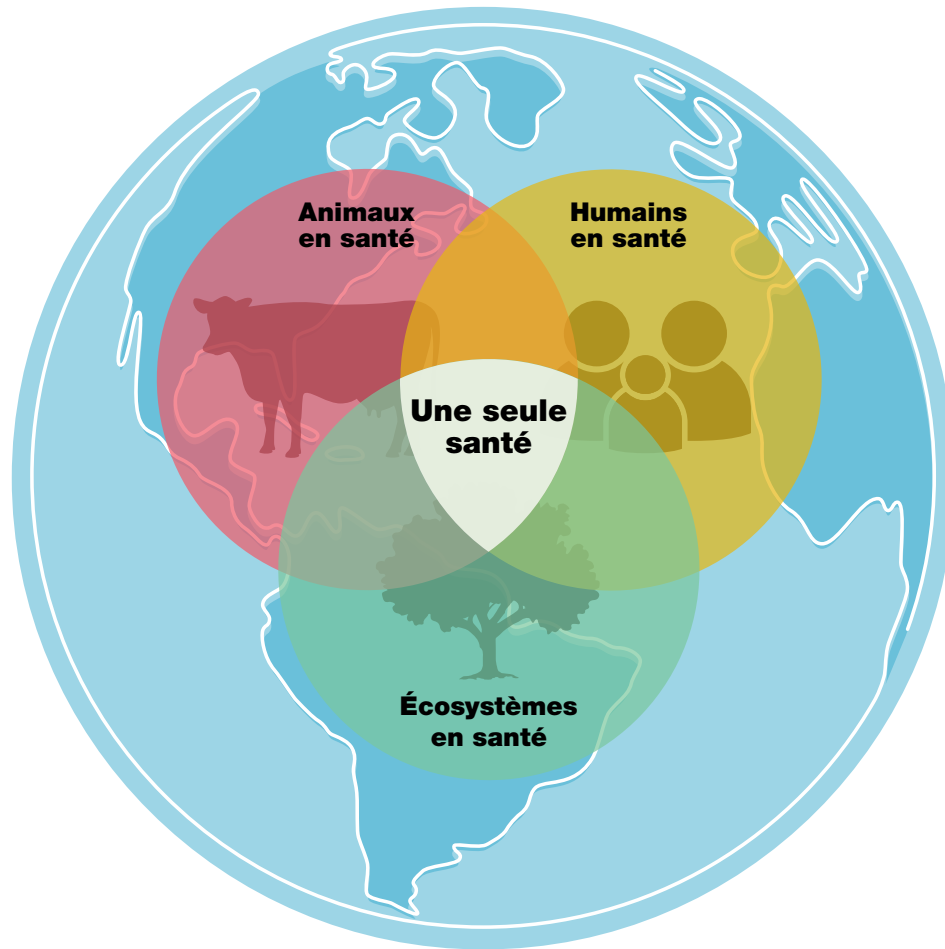 Animaux
en santé
Humains
en santé
Une seule
santé
Écosystèmes
en santé